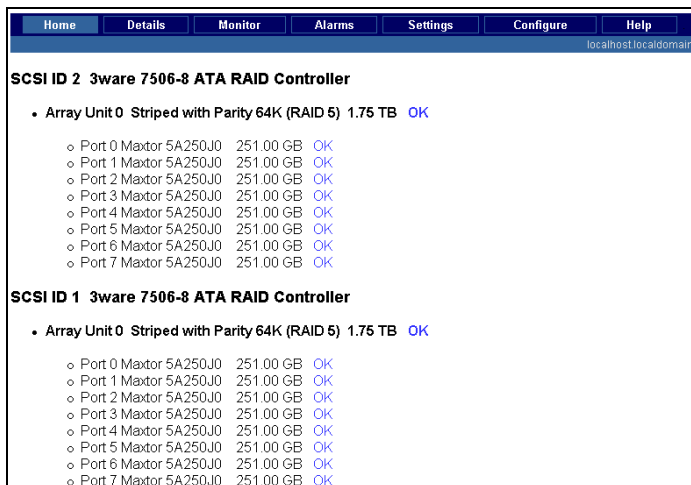 Home Details Monitor Alarms Settings Configure Help
localhost.localdomain
SCSI ID 2 3ware 7506-8 ATA RAID Controller
• Array Unit 0 Striped with Parity 64K (RAID 5) 1.75 TB OK
o Port 0 Maxtor 5A250J0 251.00 GB OK
o Port 1 Maxtor 5A250J0 251.00 GB OK
o Port 2 Maxtor 5A250J0 251.00 GB OK
o Port 3 Maxtor 5A250J0 251.00 GB OK
o Port 4 Maxtor 5A250J0 251.00 GB OK
o Port 5 Maxtor 5A250J0 251.00 GB OK
o Port 6 Maxtor 5A250J0 251.00 GB OK
o Port 7 Maxtor 5A250J0 251.00 GB OK
SCSI ID 1 3ware 7506-8 ATA RAID Controller
• Array Unit 0 Striped with Parity 64K (RAID 5) 1.75 TB OK
o Port 0 Maxtor 5A250J0 251.00 GB OK
o Port 1 Maxtor 5A250J0 251.00 GB OK
o Port 2 Maxtor 5A250J0 251.00 GB OK
o Port 3 Maxtor 5A250J0 251.00 GB OK
o Port 4 Maxtor 5A250J0 251.00 GB OK
o Port 5 Maxtor 5A250J0 251.00 GB OK
o Port 6 Maxtor 5A250J0 251.00 GB OK
o Port 7 Maxtor 5A250J0 251.00 GB OK